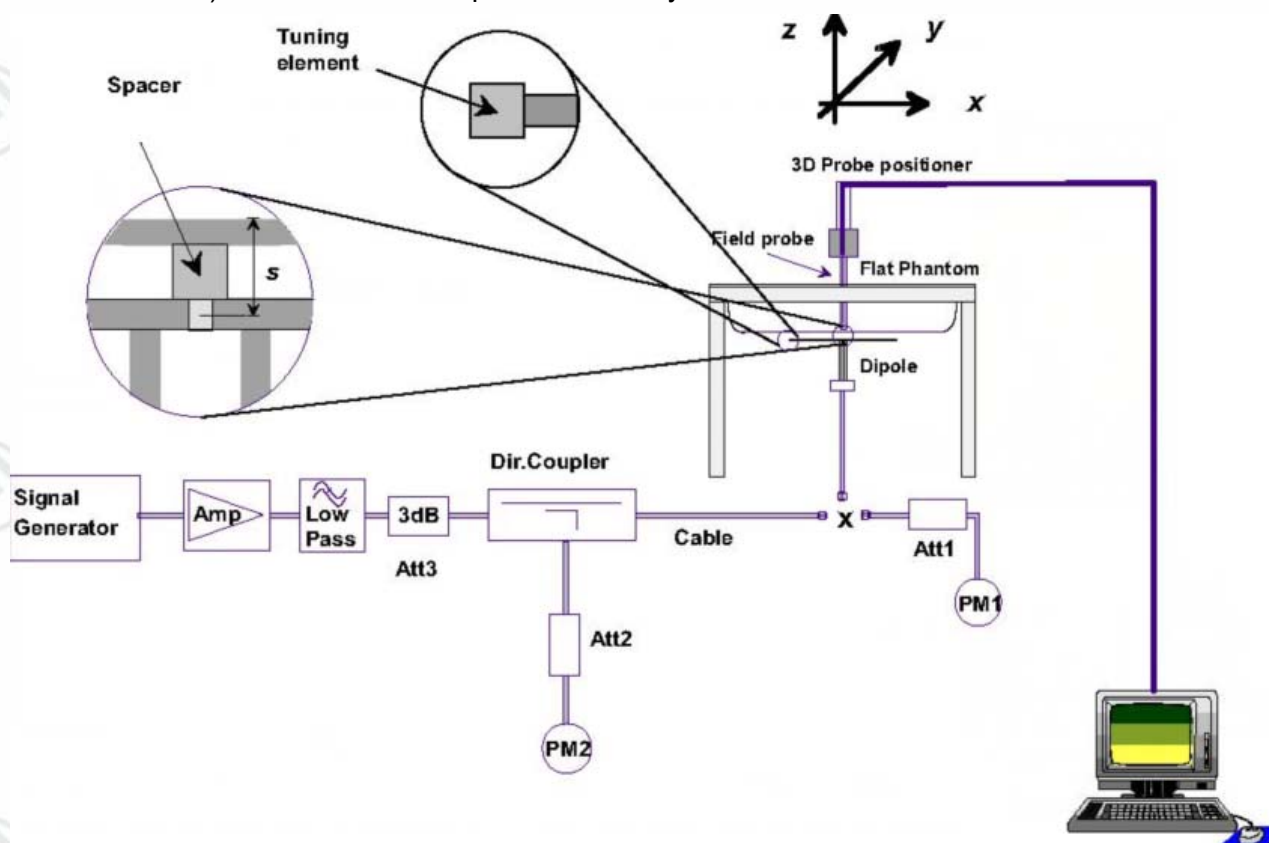 Tuning
element
Spacer
z
y
x
3D Probe positioner
s
Field probe
Flat Phantom
Dipole
Dir.Coupler
Signal
Generator
Amp
Low
Pass
3dB
Cable
Att1
Att3
PM1
Att2
PM2
X